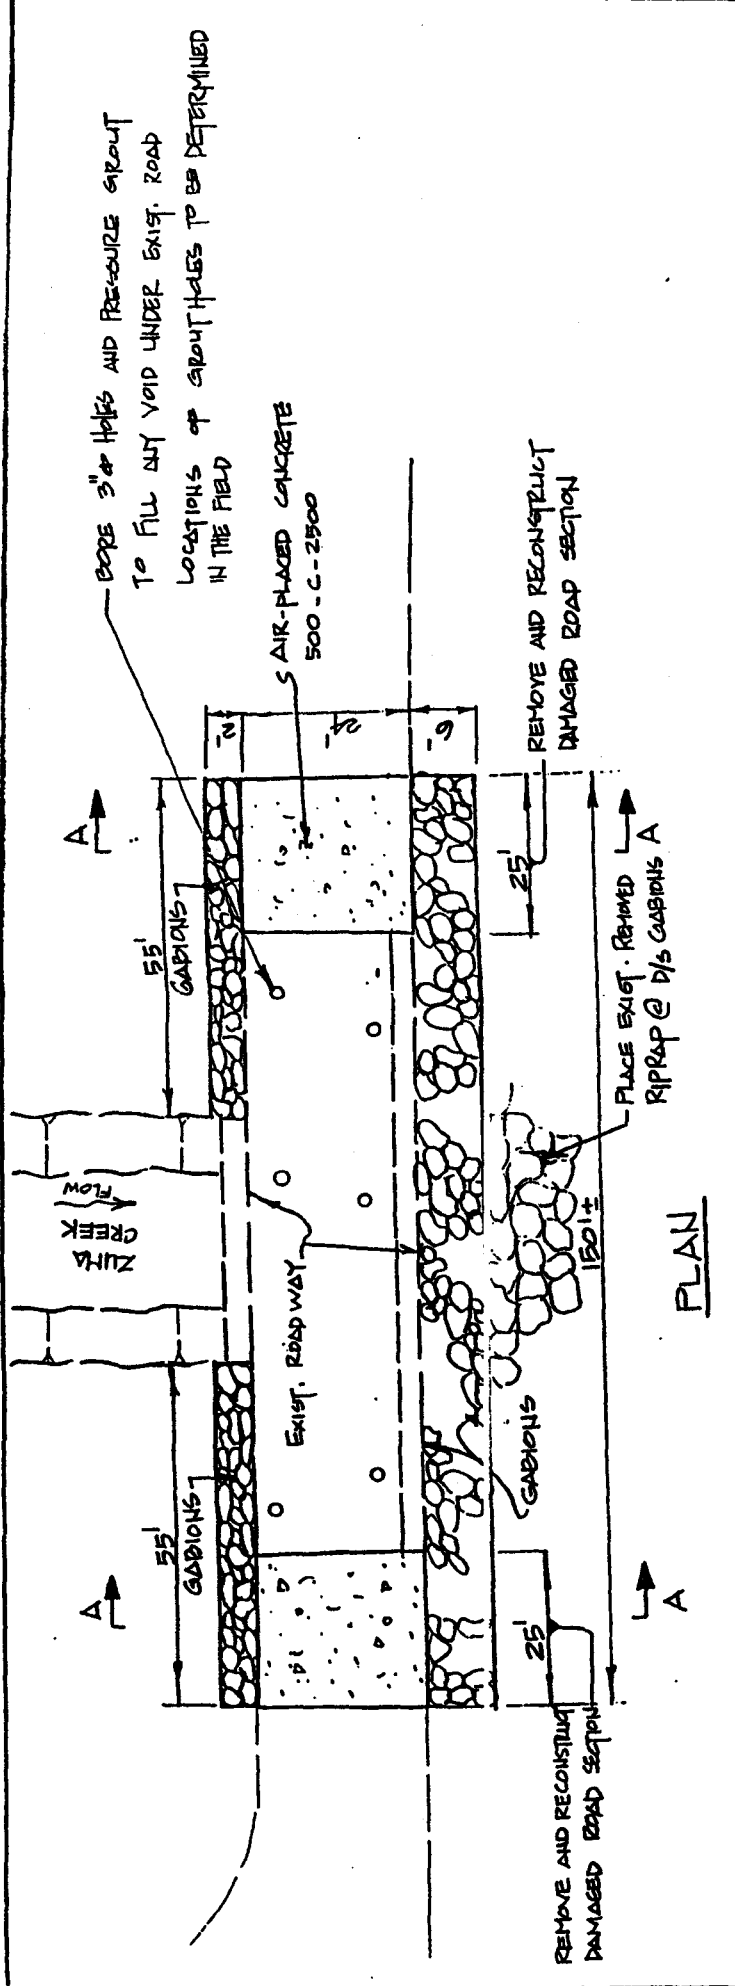 BORE 3"Φ HOLES AND PRESSURE GROUT
TO FILL ANY VOID UNDER EXIST. ROAD
LOCATIONS OF GROUT HOLES TO BE DETERMINED
IN THE FIELD
AIR-PLACED CONCRETE
500-C-2500
A
A
55'
GABIONS
55'
GABIONS
ZUMA
CREEK
FLOW
EXIST. ROADWAY
2'
24'
6'
GABIONS
25'
25'
REMOVE AND RECONSTRUCT
DAMAGED ROAD SECTION
REMOVE AND RECONSTRUCT
DAMAGED ROAD SECTION
A
A
PLACE EXIST. REMOVED
RIPRAP @ D/S GABIONS
150'±
PLAN